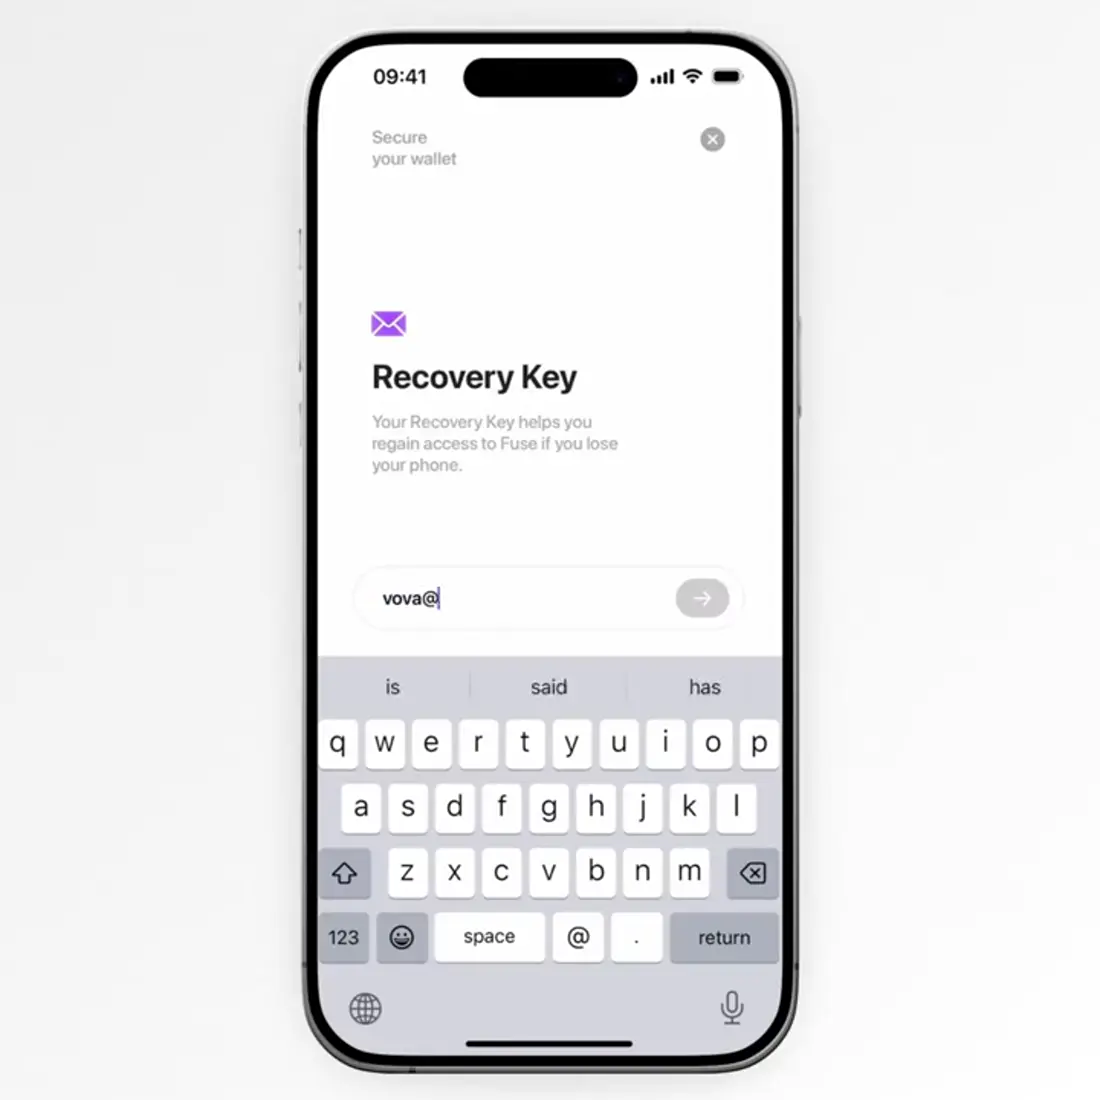 09:41
Secure
your wallet
Recovery Key
Your Recovery Key helps you
regain access to Fuse if you lose
your phone.
vova@
is said has
q w e r t y u i o p
a s d f g h j k l
z x c v b n m
123 space @ . return